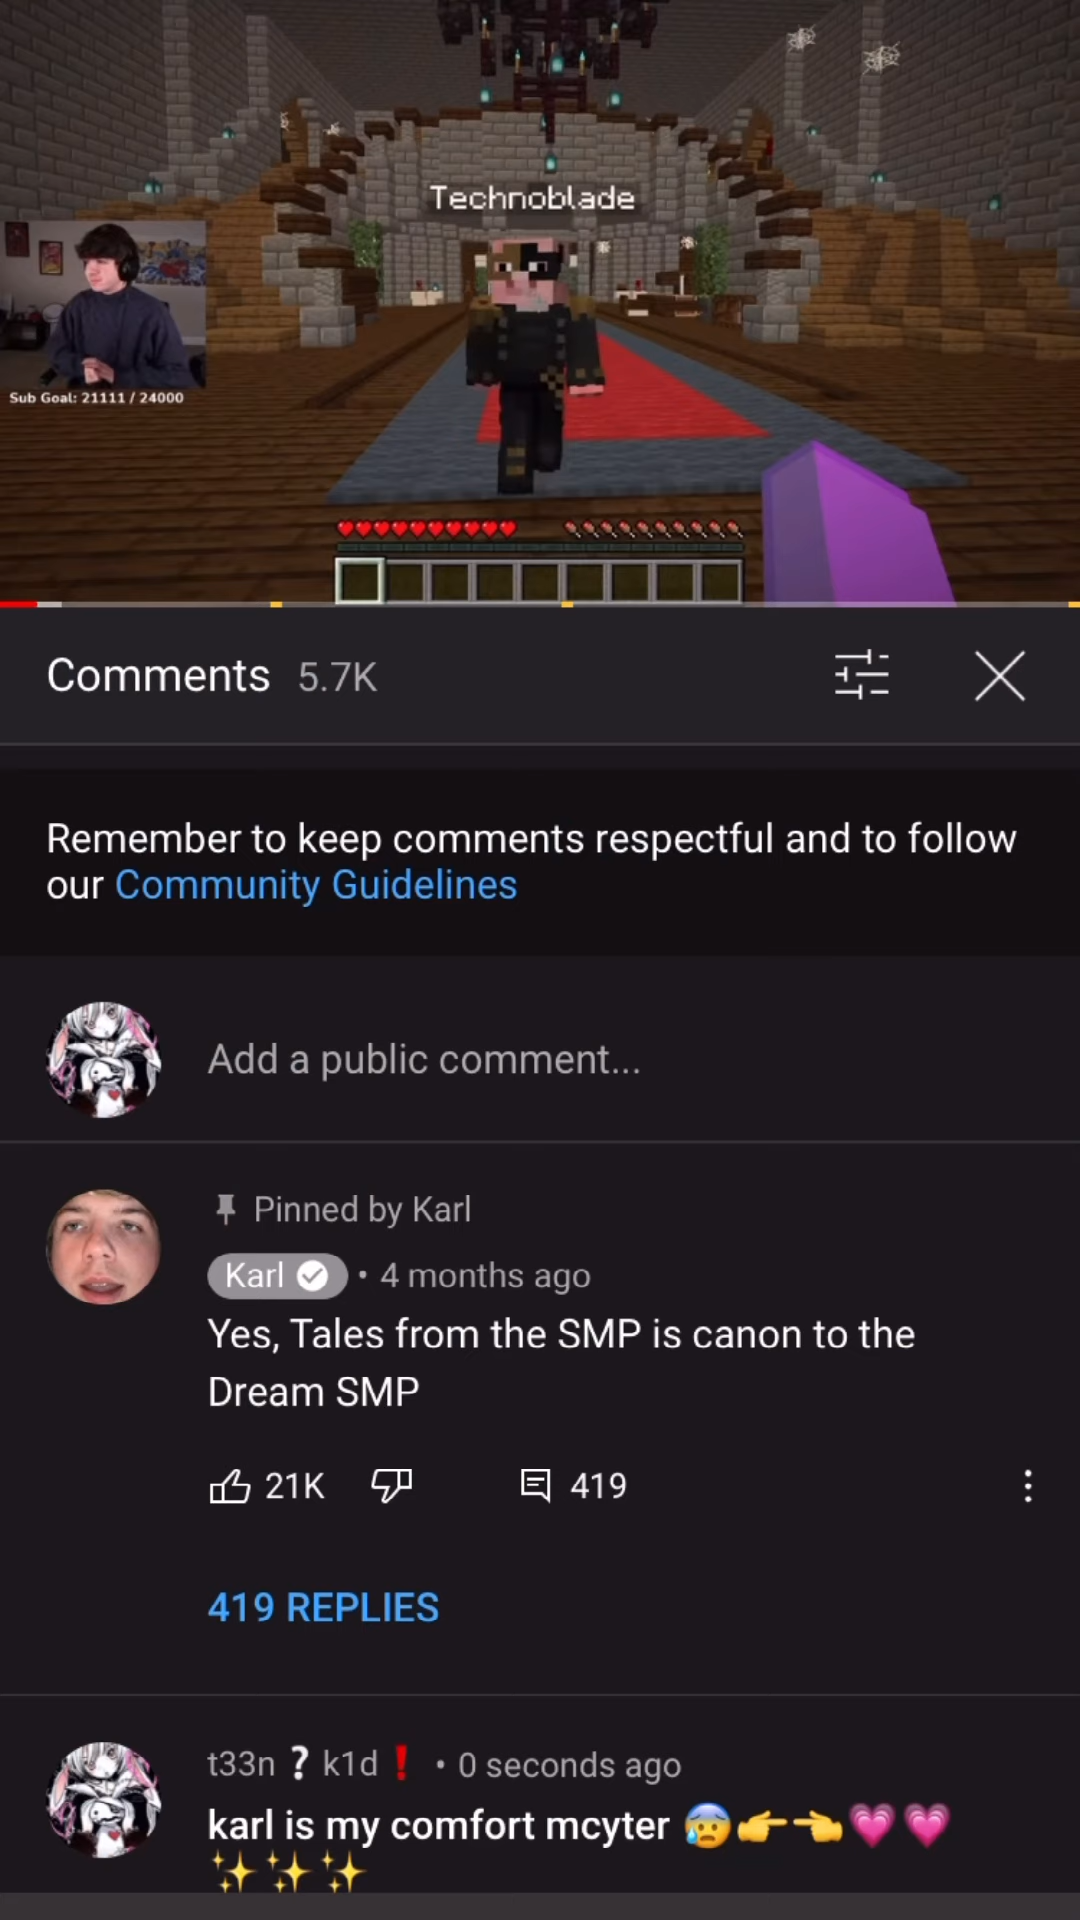 Technoblade
Sub Goal: 21111 / 24000
Comments 5.7K
Remember to keep comments respectful and to follow
our Community Guidelines
Add a public comment...
Pinned by Karl
Karl • 4 months ago
Yes, Tales from the SMP is canon to the
Dream SMP
21K 419
419 REPLIES
t33n ❔ k1d ❗ • 0 seconds ago
karl is my comfort mcyter 😰👉👈💗💗
✨✨✨